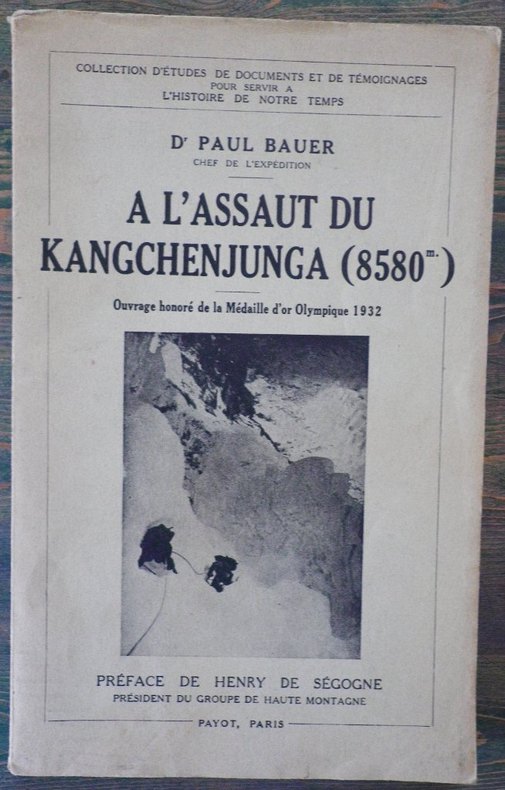 COLLECTION D'ÉTUDES DE DOCUMENTS ET DE TÉMOIGNAGES
POUR SERVIR A
L'HISTOIRE DE NOTRE TEMPS
Dr PAUL BAUER
CHEF DE L'EXPÉDITION
A L'ASSAUT DU
KANGCHENJUNGA (8580 m.)
Ouvrage honoré de la Médaille d'or Olympique 1932
PRÉFACE DE HENRY DE SÉGOGNE
PRÉSIDENT DU GROUPE DE HAUTE MONTAGNE
PAYOT, PARIS